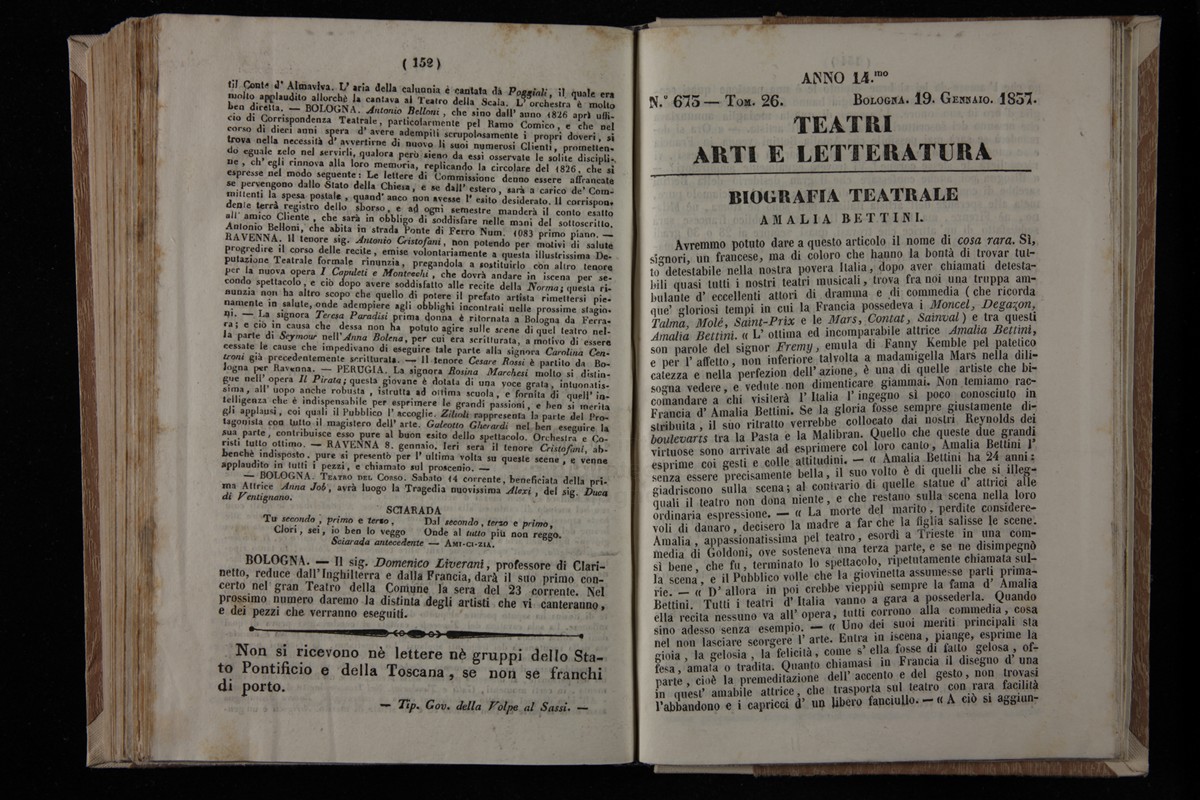 ( 152 )
til Conte d' Almaviva. L' aria della calunnia é cantata da Poggioli, il quale era
molto applaudito allorchè la cantava al Teatro della Scala. L' orchestra è molto
ben diretta. — BOLOGNA. Antonio Belloni, che sino dall' anno 1826 aprì uffi-
cio di Corrispondenza Teatrale, particolarmente pel Ramo Comico, e che nel
corso di dieci anni spera d' avere adempiti scrupolosamente i propri doveri, si
trova nella necessità d' avvertirne di nuovo li suoi numerosi Clienti, prometten-
do eguale zelo nel servirli, qualora però sieno da essi osservate le solite discipli-
ne, ch' egli rinnova alla loro memoria, replicando la circolare del 1826, che si
espresse nel modo seguente: Le lettere di Commissione denno essere affrancate
se pervengono dallo Stato della Chiesa, e se dall' estero, sarà a carico de' Com-
mittenti la spesa postale, quand' anco non avesse l' esito desiderato. Il corrispon-
dente terrà registro dello sborso, e ad ogni semestre manderà il conto esatto
all' amico Cliente, che sarà in obbligo di soddisfare nelle mani del sottoscritto.
Antonio Belloni, che abita in strada Ponte di Ferro Num. 1083 primo piano. —
RAVENNA. Il tenore sig. Antonio Cristofani, non potendo per motivi di salute
progredire il corso delle recite, emise volontariamente a questa illustrissima De-
putazione Teatrale formale rinunzia, pregandola a sostituirlo con altro tenore
per la nuova opera I Capuleti e Montecchi, che dovrà andare in iscena per se-
condo spettacolo, e ciò dopo avere soddisfatto alle recite della Norma; questa ri-
nunzia non ha altro scopo che quello di potere il prefato artista rimettersi pie-
namente in salute, onde adempiere agli obblighi incontrati nelle prossime stagio-
ni. — La signora Teresa Paradisi prima donna è ritornata a Bologna da Ferra-
ra; e ciò in causa che dessa non ha potuto agire sulle scene di quel teatro nel-
la parte di Seymour nell'Anna Bolena, per cui era scritturata, a motivo di essere
cessate le cause che impedivano di eseguire tale parte alla signora Carolina Cen-
troni già precedentemente scritturata. — Il tenore Cesare Rossi è partito da Bo-
logna per Ravenna. — PERUGIA. La signora Rosina Marchesi molto si distin-
gue nell' opera Il Pirata; questa giovane è dotata di una voce grata, intuonatis-
sima, all' uopo anche robusta, istrutta ad ottima scuola, e fornita di quell' in-
telligenza che è indispensabile per esprimere le grandi passioni, e ben si merita
gli applausi, coi quali il Pubblico l' accoglie. Zilioli rappresenta la parte del Pro-
tagonista con tutto il magistero dell' arte. Galeotto Gherardi nel ben eseguire la
sua parte, contribuisce esso pure al buon esito dello spettacolo. Orchestra e Co-
risti tutto ottimo. — RAVENNA 8. gennaio. Ieri sera il tenore Cristofani, ab-
benchè indisposto, pure si presentò per l' ultima volta su queste scene, e venne
applaudito in tutti i pezzi, e chiamato sul proscenio. —
— BOLOGNA. TEATRO DEL CORSO. Sabato 14 corrente, beneficiata della pri-
ma Attrice Anna Job, avrà luogo la Tragedia nuovissima Alexi, del sig. Duca
di Ventignano.
SCIARADA
Tu secondo, primo e terzo, Dal secondo, terzo e primo,
Clori, sei, io ben lo veggo Onde al tutto più non reggo.
Sciarada antecedente — AMI-CI-ZIA.
BOLOGNA. — Il sig. Domenico Liverani, professore di Clari-
netto, reduce dall'Inghilterra e dalla Francia, darà il suo primo con-
certo nel gran Teatro della Comune la sera del 23 corrente. Nel
prossimo numero daremo la distinta degli artisti che vi canteranno,
e dei pezzi che verranno eseguiti.
Non si ricevono nè lettere nè gruppi dello Sta-
to Pontificio e della Toscana, se non se franchi
di porto.
— Tip. Gov. della Volpe al Sassi. —
ANNO 14.mo
N.º 673 — TOM. 26. BOLOGNA. 19. GENNAIO. 1837.
TEATRI
ARTI E LETTERATURA
BIOGRAFIA TEATRALE
AMALIA BETTINI.
Avremmo potuto dare a questo articolo il nome di cosa rara. Sì,
signori, un francese, ma di coloro che hanno la bontà di trovar tut-
to detestabile nella nostra povera Italia, dopo aver chiamati detesta-
bili quasi tutti i nostri teatri musicali, trova fra noi una truppa am-
bulante d' eccellenti attori di dramma e di commedia (che ricorda
que' gloriosi tempi in cui la Francia possedeva i Moncel, Degazon,
Talma, Molé, Saint-Prix e le Mars, Contat, Sainval) e tra questi
Amalia Bettini. « L' ottima ed incomparabile attrice Amalia Bettini,
son parole del signor Fremy, emula di Fanny Kemble pel patetico
e per l' affetto, non inferiore talvolta a madamigella Mars nella dili-
catezza e nella perfezion dell' azione, è una di quelle artiste che bi-
sogna vedere, e vedute non dimenticare giammai. Non temiamo rac-
comandare a chi visiterà l' Italia l' ingegno sì poco conosciuto in
Francia d' Amalia Bettini. Se la gloria fosse sempre giustamente di-
stribuita, il suo ritratto verrebbe collocato dai nostri Reynolds dei
boulevarts tra la Pasta e la Malibran. Quello che queste due grandi
virtuose sono arrivate ad esprimere col loro canto, Amalia Bettini l'
esprime coi gesti e colle attitudini. — « Amalia Bettini ha 24 anni:
senza essere precisamente bella, il suo volto è di quelli che si illeg-
giadriscono sulla scena; al contrario di quelle statue d' attrici alle
quali il teatro non dona niente, e che restano sulla scena nella loro
ordinaria espressione. — « La morte del marito, perdite considere-
voli di danaro, decisero la madre a far che la figlia salisse le scene.
Amalia, appassionatissima pel teatro, esordì a Trieste in una com-
media di Goldoni, ove sosteneva una terza parte, e se ne disimpegnò
sì bene, che fu, terminato lo spettacolo, ripetutamente chiamata sul-
la scena, e il Pubblico volle che la giovinetta assumesse parti prima-
rie. — « D' allora in poi crebbe vieppiù sempre la fama d' Amalia
Bettini. Tutti i teatri d' Italia vanno a gara a possederla. Quando
ella recita nessuno va all' opera, tutti corrono alla commedia, cosa
sino adesso senza esempio. — « Uno dei suoi meriti principali sta
nel non lasciare scorgere l' arte. Entra in iscena, piange, esprime la
gioia, la gelosia, la felicità, come s' ella fosse di fatto gelosa, of-
fesa, amata o tradita. Quanto chiamasi in Francia il disegno d' una
parte, cioè la premeditazione dell' accento e del gesto, non trovasi
in quest' amabile attrice, che trasporta sul teatro con rara facilità
l'abbandono e i capricci d' un libero fanciullo. — « A ciò si aggiun-